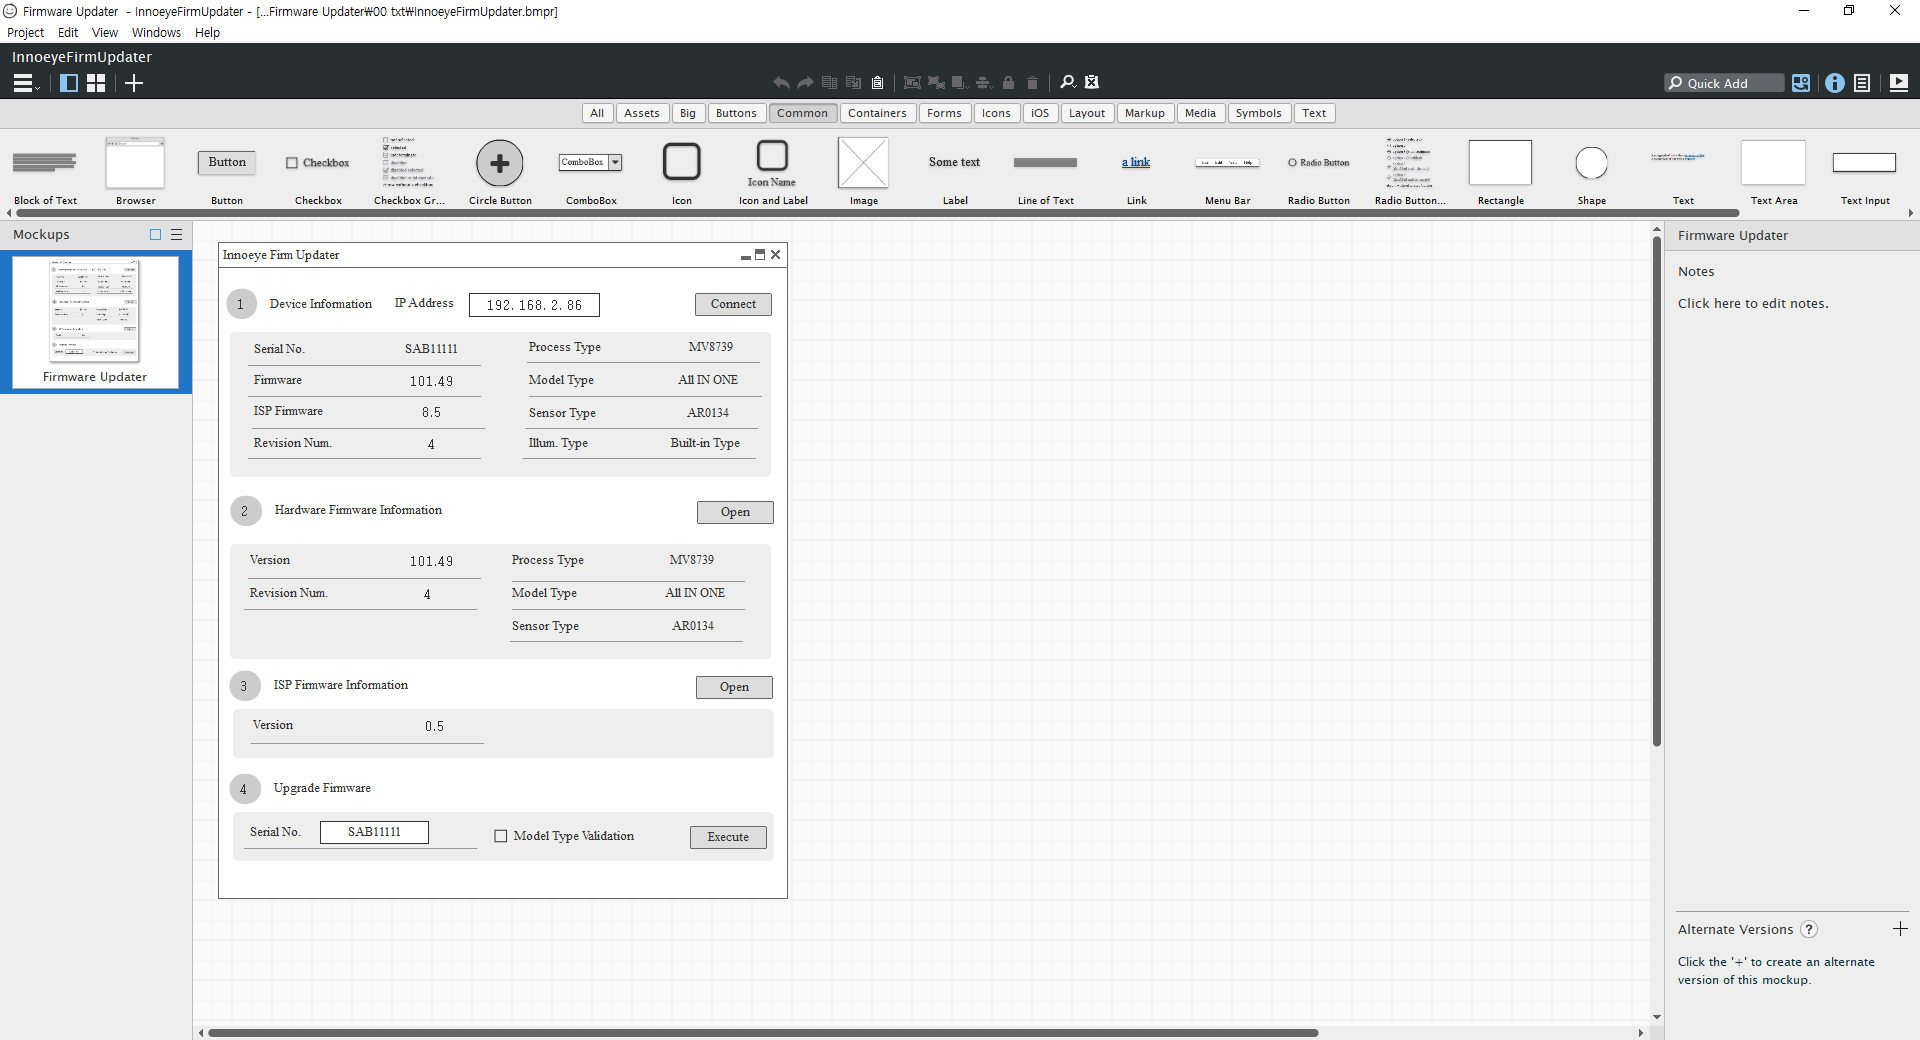 Firmware Updater - InnoeyeFirmUpdater - [...Firmware Updater₩00 txt₩InnoeyeFirmUpdater.bmpr]
Project Edit View Windows Help
InnoeyeFirmUpdater
Quick Add
All Assets Big Buttons Common Containers Forms Icons iOS Layout Markup Media Symbols Text
Button Checkbox ComboBox Icon Name Some text a link Radio Button
Block of Text Browser Button Checkbox Checkbox Gr... Circle Button ComboBox Icon Icon and Label Image Label Line of Text Link Menu Bar Radio Button Radio Button... Rectangle Shape Text Text Area Text Input
Mockups
Firmware Updater
Innoeye Firm Updater
1 Device Information IP Address 192.168.2.86 Connect
Serial No. SAB11111 Process Type MV8739
Firmware 101.49 Model Type All IN ONE
ISP Firmware 8.5 Sensor Type AR0134
Revision Num. 4 Illum. Type Built-in Type
2 Hardware Firmware Information Open
Version 101.49 Process Type MV8739
Revision Num. 4 Model Type All IN ONE
Sensor Type AR0134
3 ISP Firmware Information Open
Version 0.5
4 Upgrade Firmware
Serial No. SAB11111 Model Type Validation Execute
Firmware Updater
Notes
Click here to edit notes.
Alternate Versions ?
Click the '+' to create an alternate
version of this mockup.